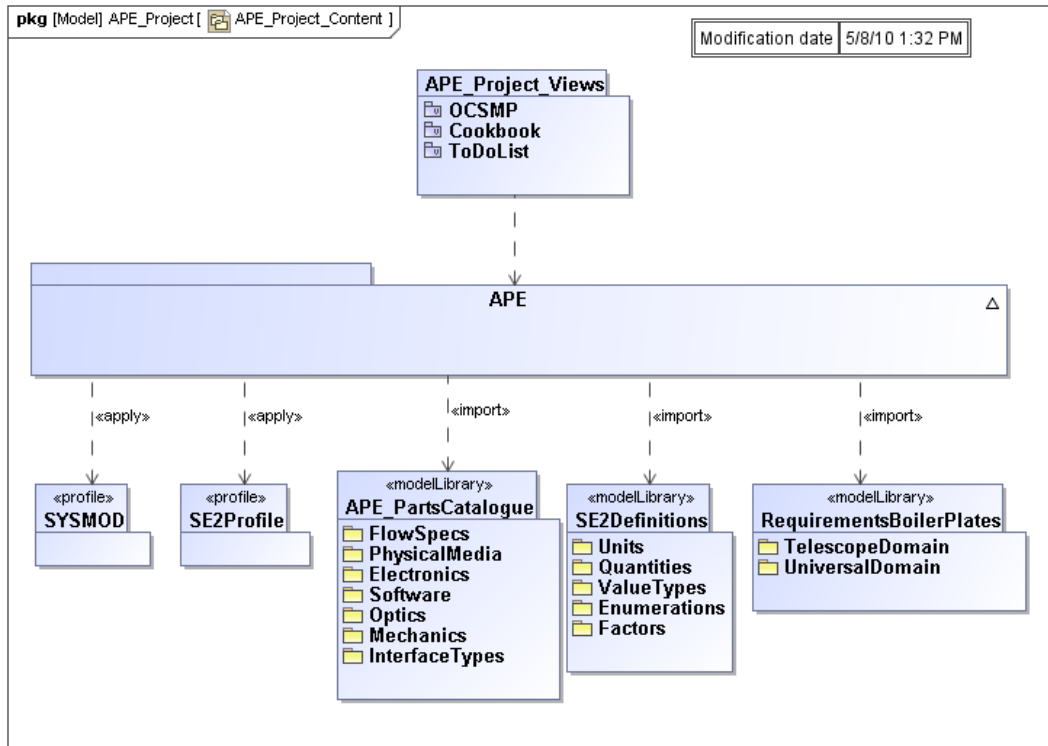 pkg [Model] APE_Project [ APE_Project_Content ]
Modification date 5/8/10 1:32 PM
APE_Project_Views
OCSMP
Cookbook
ToDoList
APE
«apply»
«apply»
«import»
«import»
«import»
«profile»
SYSMOD
«profile»
SE2Profile
«modelLibrary»
APE_PartsCatalogue
FlowSpecs
PhysicalMedia
Electronics
Software
Optics
Mechanics
InterfaceTypes
«modelLibrary»
SE2Definitions
Units
Quantities
ValueTypes
Enumerations
Factors
«modelLibrary»
RequirementsBoilerPlates
TelescopeDomain
UniversalDomain